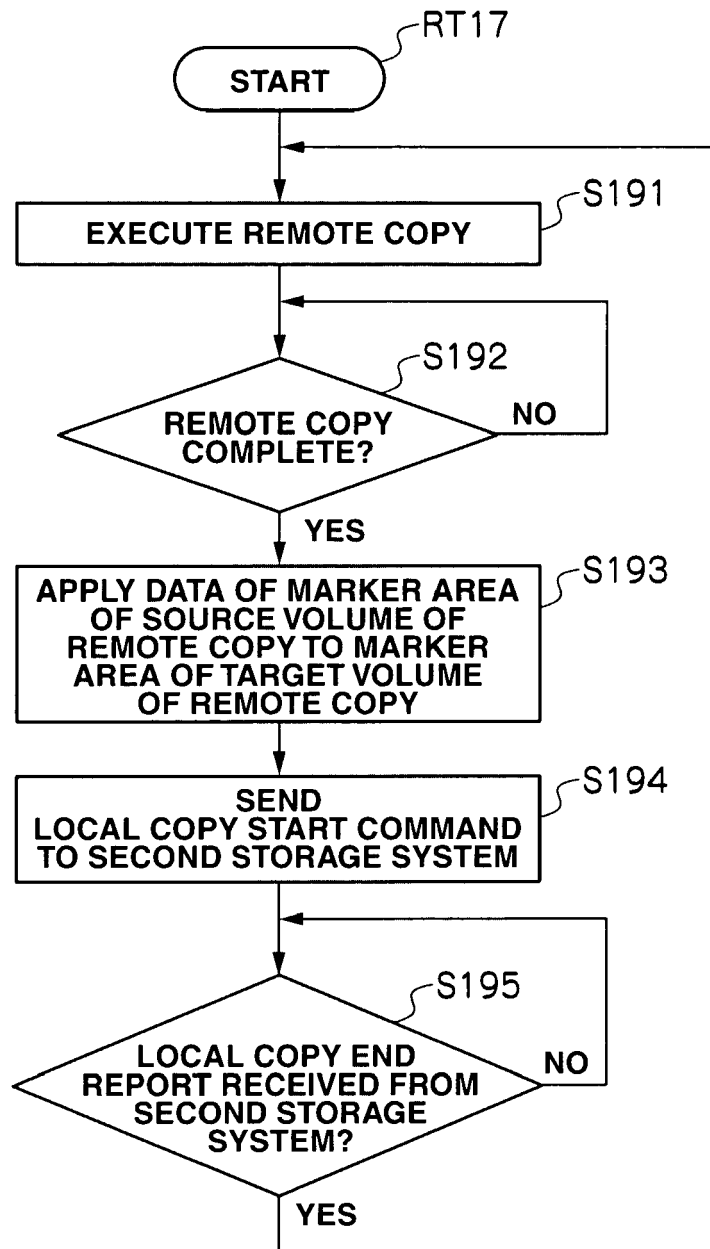 RT17
START
S191
EXECUTE REMOTE COPY
S192
REMOTE COPY
COMPLETE?
NO
YES
S193
APPLY DATA OF MARKER AREA
OF SOURCE VOLUME OF
REMOTE COPY TO MARKER
AREA OF TARGET VOLUME
OF REMOTE COPY
S194
SEND
LOCAL COPY START COMMAND
TO SECOND STORAGE SYSTEM
S195
LOCAL COPY END
REPORT RECEIVED FROM
SECOND STORAGE
SYSTEM?
NO
YES